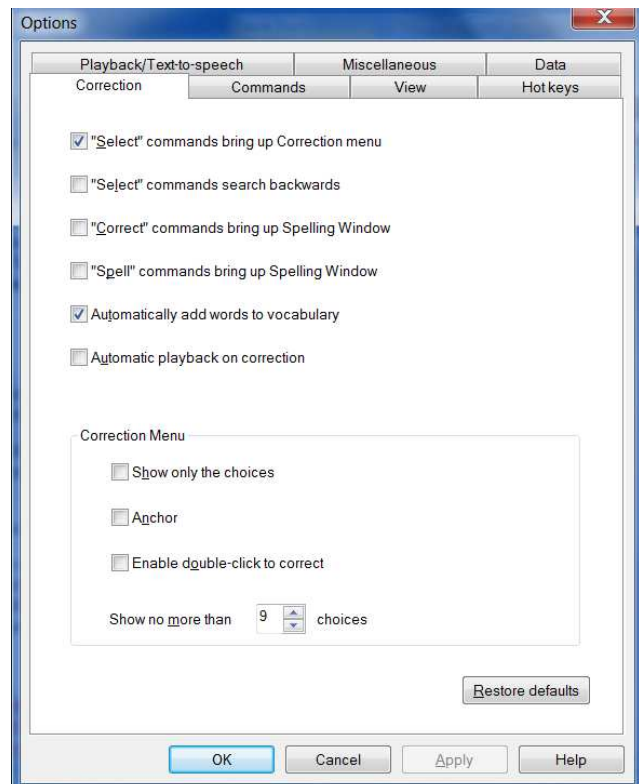 Options
Playback/Text-to-speech Miscellaneous Data
Correction Commands View Hot keys
"Select" commands bring up Correction menu
"Select" commands search backwards
"Correct" commands bring up Spelling Window
"Spell" commands bring up Spelling Window
Automatically add words to vocabulary
Automatic playback on correction
Correction Menu
Show only the choices
Anchor
Enable double-click to correct
Show no more than 9 choices
Restore defaults
OK Cancel Apply Help